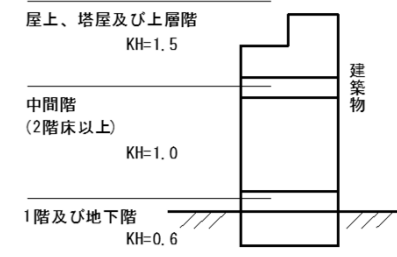 屋上、塔屋及び上層階
KH=1.5
建築物
中間階
(2階床以上)
KH=1.0
1階及び地下階
KH=0.6